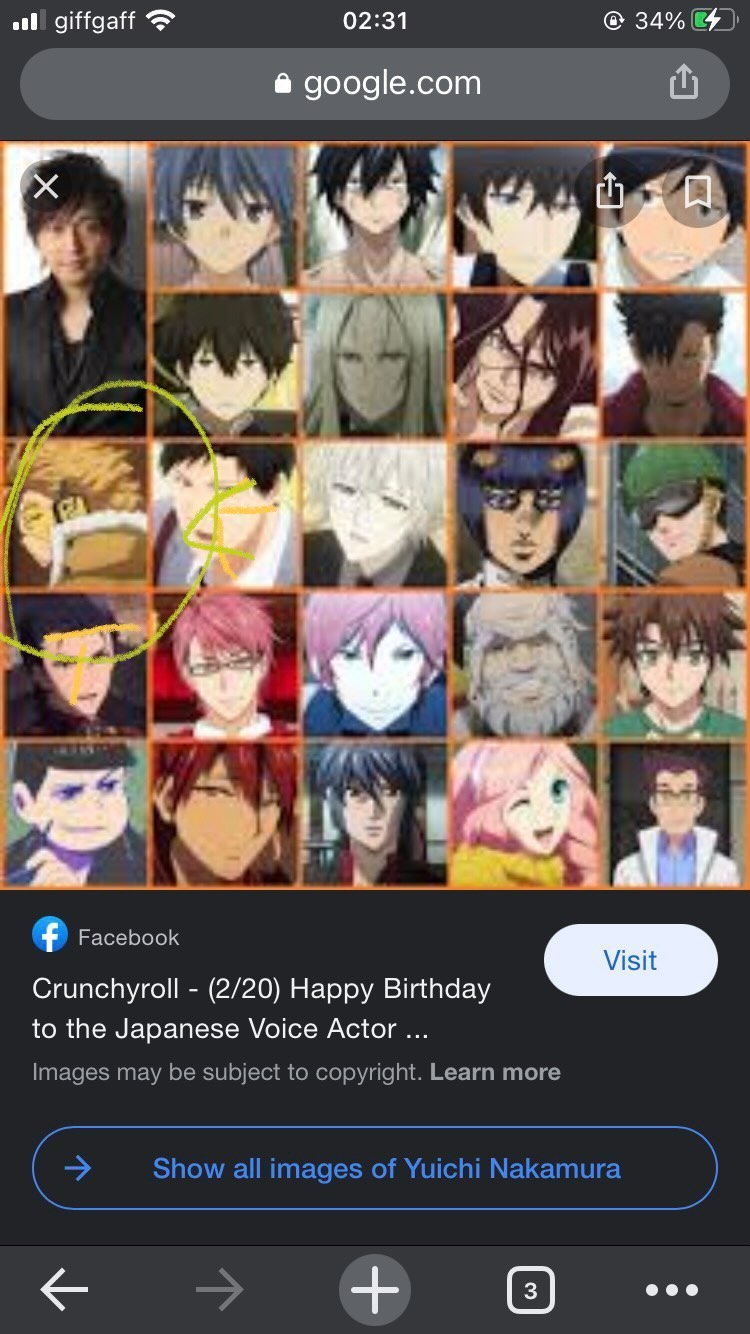 giffgaff
02:31
34%
google.com
Facebook
Visit
Crunchyroll - (2/20) Happy Birthday
to the Japanese Voice Actor ...
Images may be subject to copyright. Learn more
Show all images of Yuichi Nakamura
3